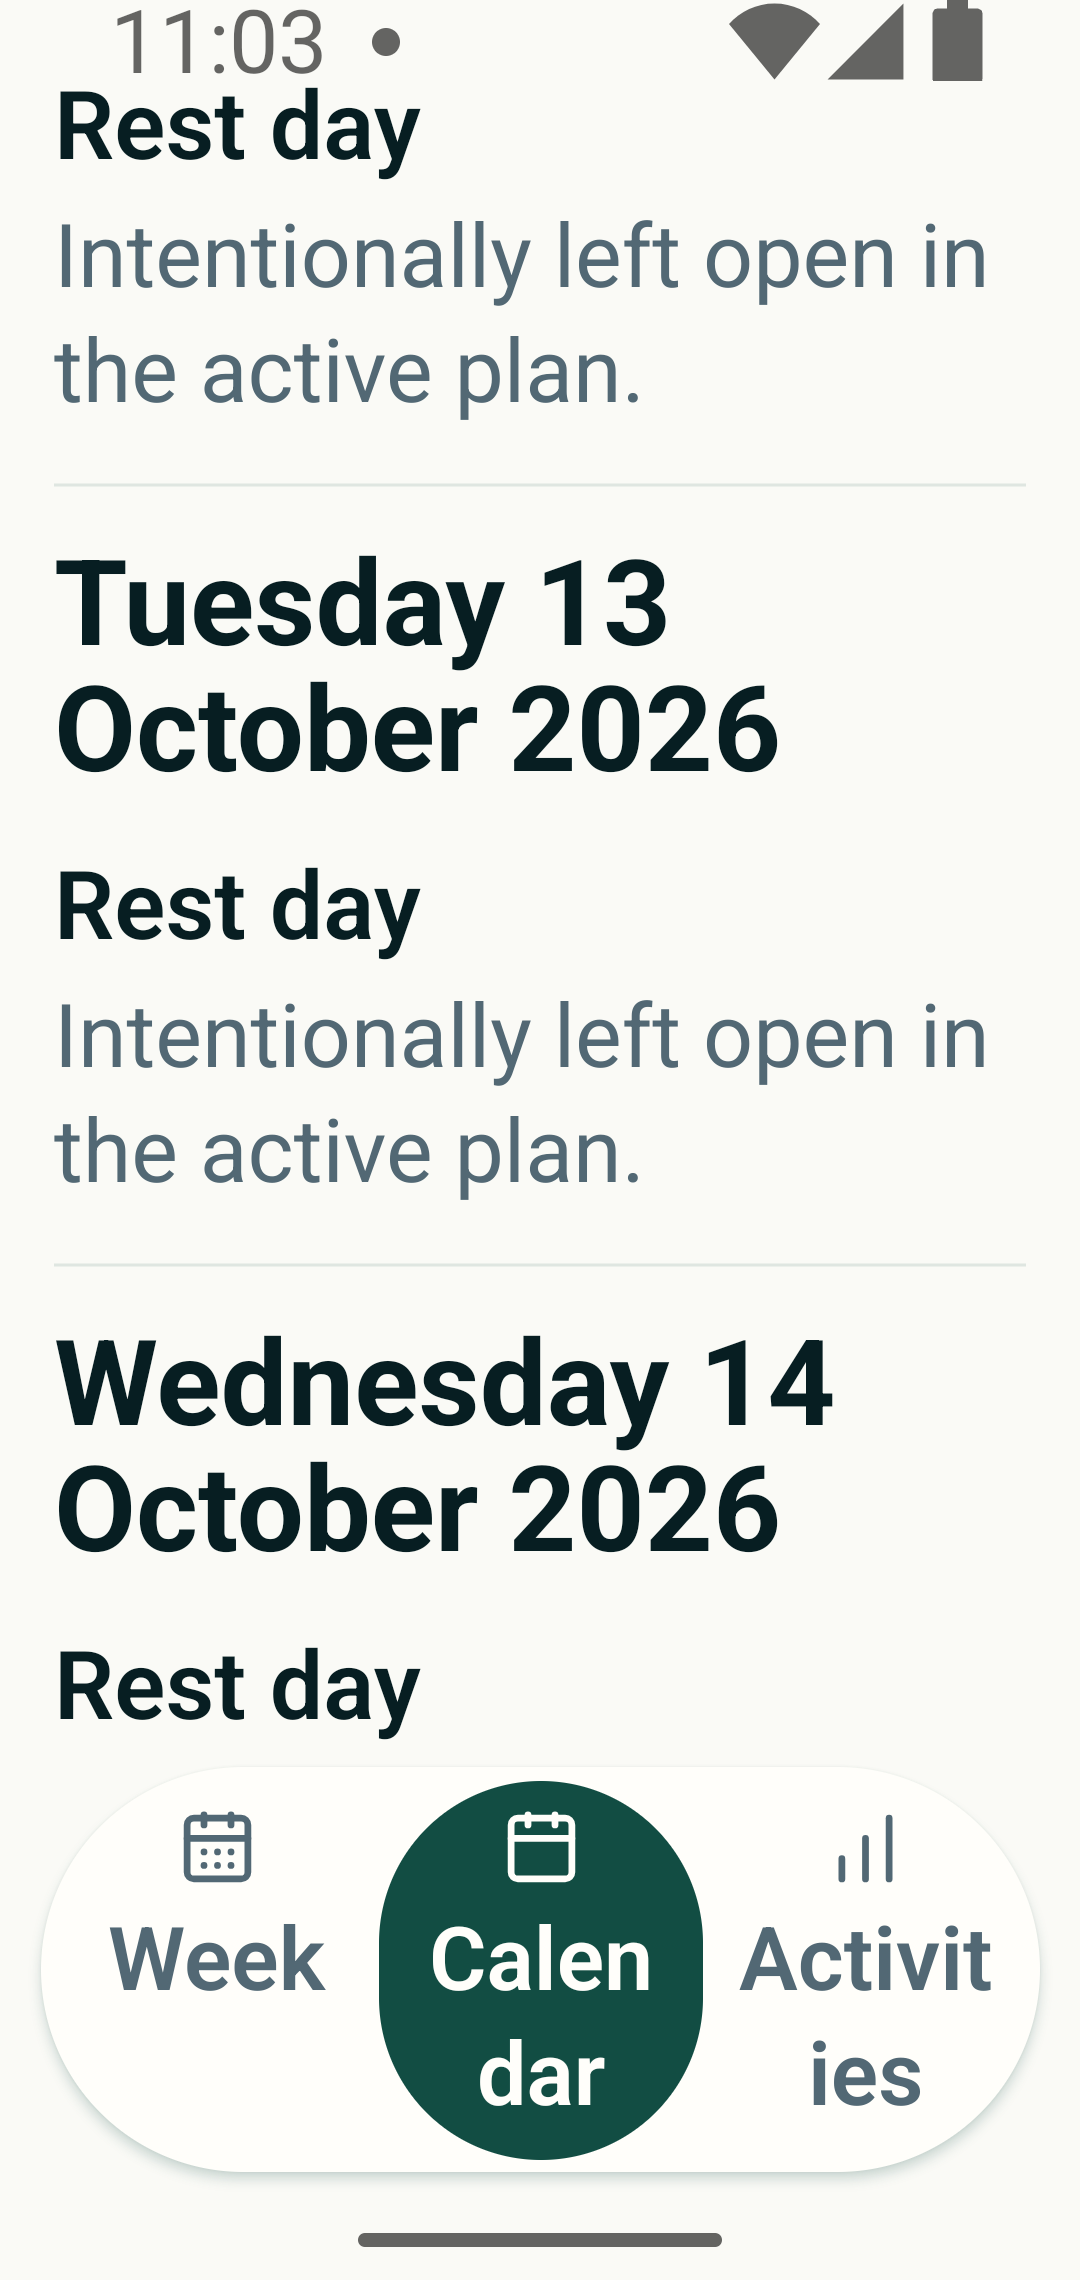 11:03
Rest day
Intentionally left open in
the active plan.
Tuesday 13
October 2026
Rest day
Intentionally left open in
the active plan.
Wednesday 14
October 2026
Rest day
Week
Calen
dar
Activit
ies